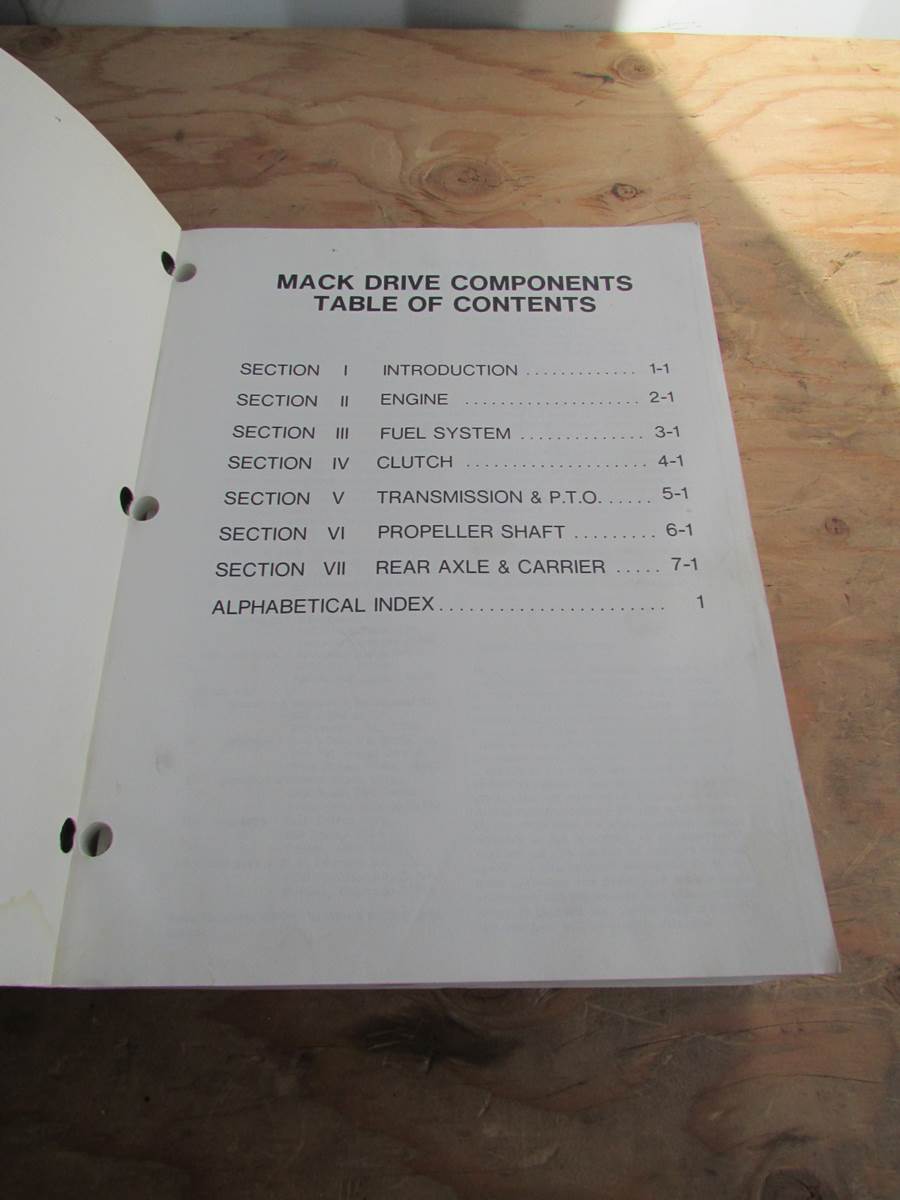 MACK DRIVE COMPONENTS
TABLE OF CONTENTS
SECTION I INTRODUCTION ............. 1-1
SECTION II ENGINE .................... 2-1
SECTION III FUEL SYSTEM .............. 3-1
SECTION IV CLUTCH ................... 4-1
SECTION V TRANSMISSION & P.T.O. ..... 5-1
SECTION VI PROPELLER SHAFT ......... 6-1
SECTION VII REAR AXLE & CARRIER ..... 7-1
ALPHABETICAL INDEX ....................... 1